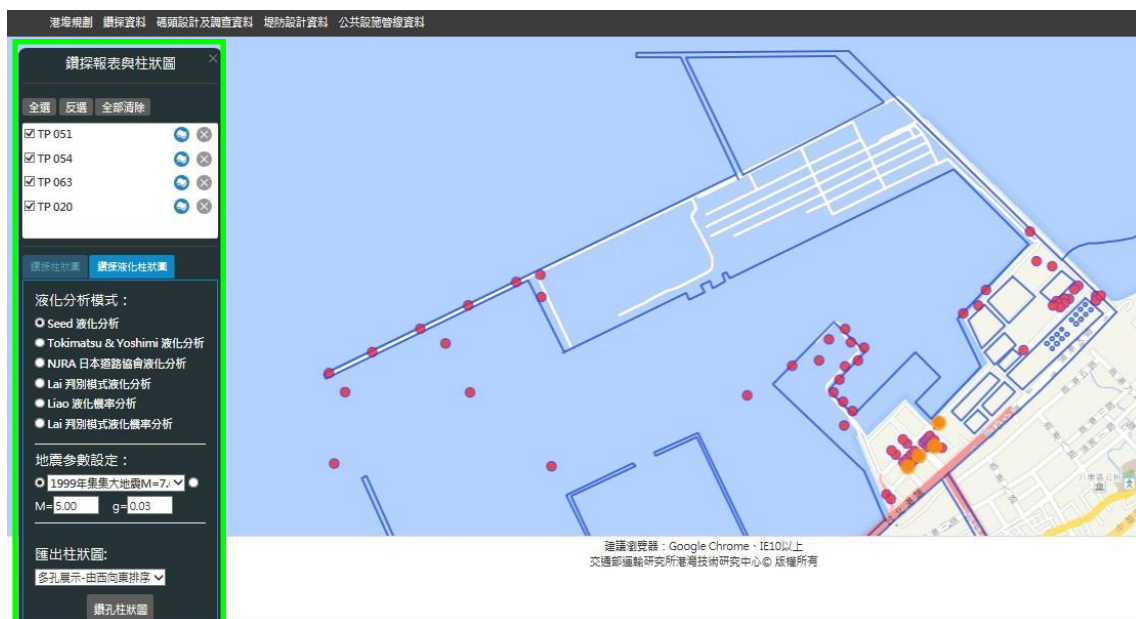 港埠規劃 鑽探資料 碼頭設計及調查資料 堤防設計資料 公共設施管線資料
鑽探報表與柱狀圖 ×
全選 反選 全部清除
TP 051
TP 054
TP 063
TP 020
鑽探柱狀圖 鑽探液化柱狀圖
液化分析模式：
Seed 液化分析
Tokimatsu & Yoshimi 液化分析
NJRA 日本道路協會液化分析
Lai 判別模式液化分析
Liao 液化機率分析
Lai 判別模式液化機率分析
地震參數設定：
1999年集集大地震M=7.
M= 5.00 g= 0.03
匯出柱狀圖:
多孔展示-由西向東排序
鑽孔柱狀圖
建議瀏覽器：Google Chrome、IE10以上
交通部運輸研究所港灣技術研究中心© 版權所有